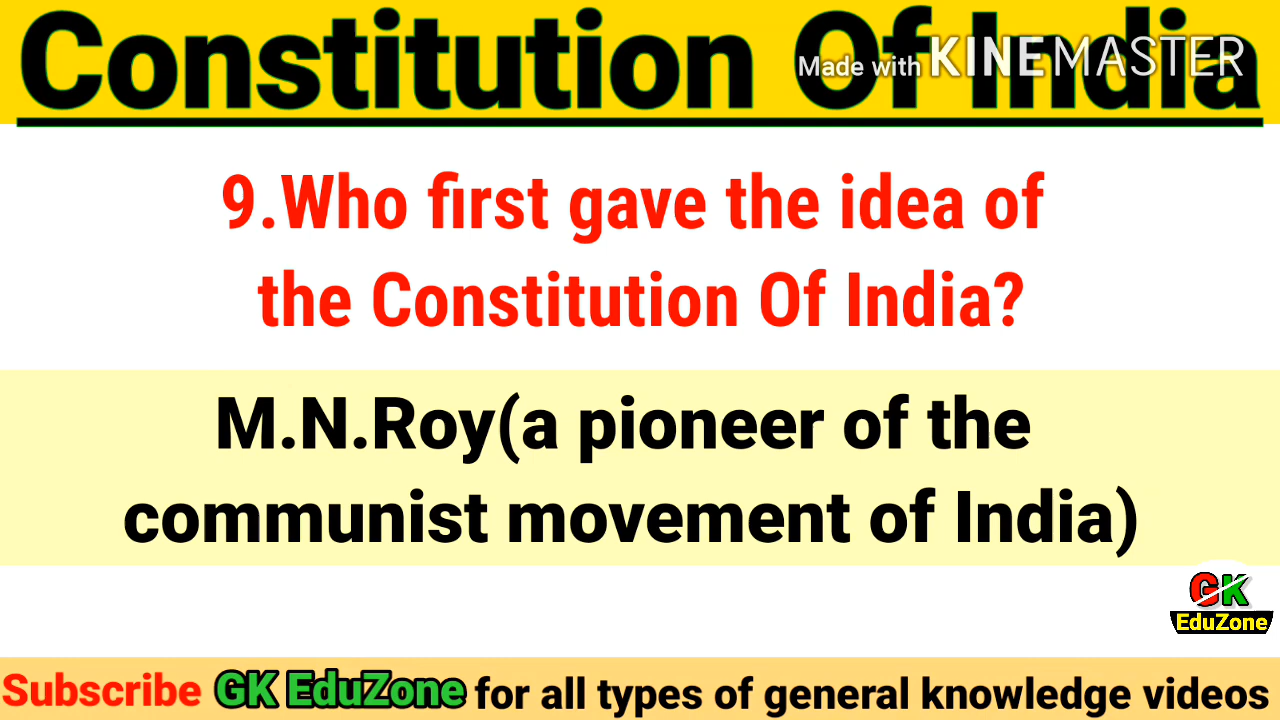 Constitution Of India
Made with KINEMASTER
9.Who first gave the idea of
the Constitution Of India?
M.N.Roy(a pioneer of the
communist movement of India)
GK
EduZone
Subscribe GK EduZone for all types of general knowledge videos